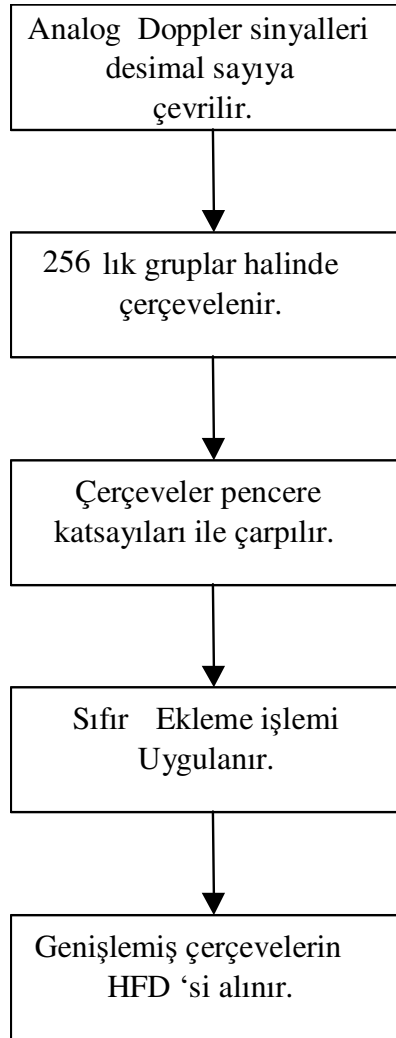 Analog Doppler sinyalleri
desimal sayıya
çevrilir.
256 lık gruplar halinde
çerçevelenir.
Çerçeveler pencere
katsayıları ile çarpılır.
Sıfır Ekleme işlemi
Uygulanır.
Genişlemiş çerçevelerin
HFD ‘si alınır.